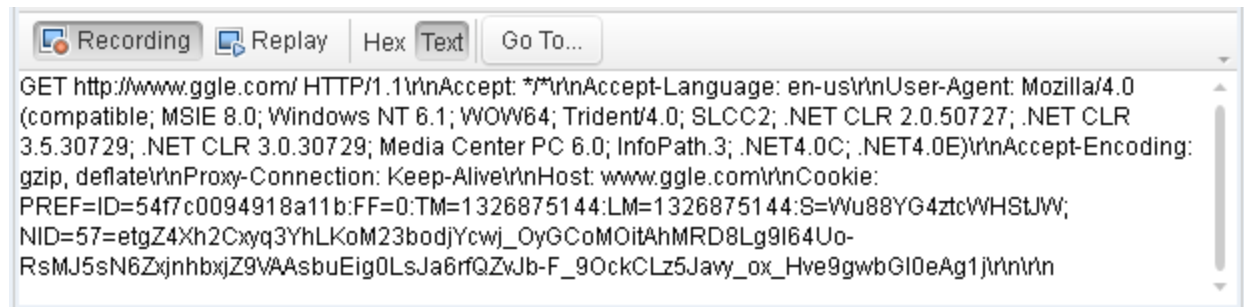 Recording Replay Hex Text Go To...
GET http://www.ggle.com/ HTTP/1.1\r\nAccept: */*\r\nAccept-Language: en-us\r\nUser-Agent: Mozilla/4.0
(compatible; MSIE 8.0; Windows NT 6.1; WOW64; Trident/4.0; SLCC2; .NET CLR 2.0.50727; .NET CLR
3.5.30729; .NET CLR 3.0.30729; Media Center PC 6.0; InfoPath.3; .NET4.0C; .NET4.0E)\r\nAccept-Encoding:
gzip, deflate\r\nProxy-Connection: Keep-Alive\r\nHost: www.ggle.com\r\nCookie:
PREF=ID=54f7c0094918a11b:FF=0:TM=1326875144:LM=1326875144:S=Wu88YG4ztcWHStJW;
NID=57=etgZ4Xh2Cxyq3YhLKoM23bodjYcwj_OyGCoMOitAhMRD8Lg9I64Uo-
RsMJ5sN6ZxjnhbxjZ9VAAsbuEig0LsJa6rfQZvJb-F_9OckCLz5Javy_ox_Hve9gwbGI0eAg1j\r\n\r\n